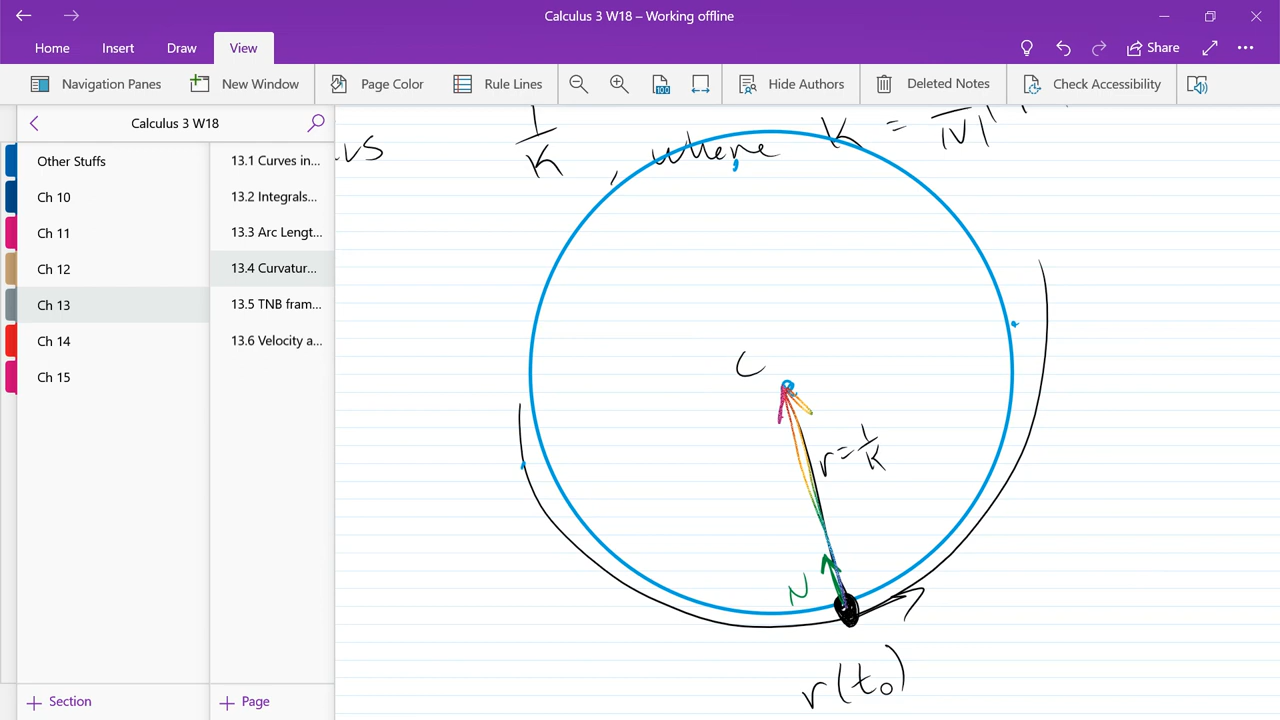 Calculus 3 W18 – Working offline
Home Insert Draw View Share
Navigation Panes New Window Page Color Rule Lines 100 Hide Authors Deleted Notes Check Accessibility
Calculus 3 W18
Other Stuffs
Ch 10
Ch 11
Ch 12
Ch 13
Ch 14
Ch 15
13.1 Curves in...
13.2 Integrals...
13.3 Arc Lengt...
13.4 Curvatur...
13.5 TNB fram...
13.6 Velocity a...
Section
Page
1/K , where K = /|V|
C
r = 1/K
N
r(t₀)